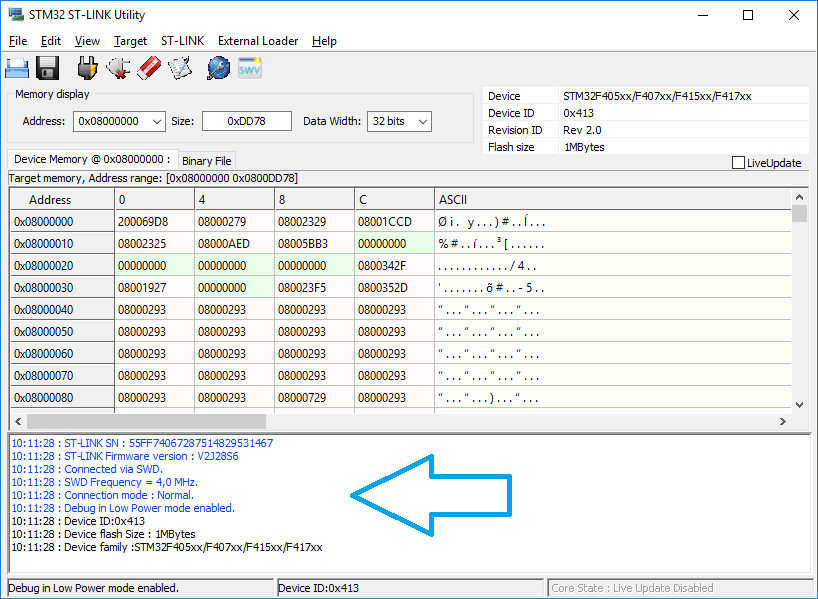 STM32 ST-LINK Utility
File Edit View Target ST-LINK External Loader Help
SWV
Memory display
Address: 0x08000000 Size: 0xDD78 Data Width: 32 bits
Device STM32F405xx/F407xx/F415xx/F417xx
Device ID 0x413
Revision ID Rev 2.0
Flash size 1MBytes
LiveUpdate
Device Memory @ 0x08000000 : Binary File
Target memory, Address range: [0x08000000 0x0800DD78]
Address 0 4 8 C ASCII
0x08000000 200069D8 08000279 08002329 08001CCD Øi. y...)#..Í...
0x08000010 08002325 08000AED 08005BB3 00000000 %#..í...³[......
0x08000020 00000000 00000000 00000000 0800342F ............/4..
0x08000030 08001927 00000000 080023F5 0800352D '.......õ#..-5..
0x08000040 08000293 08000293 08000293 08000293 “...“...“...“...
0x08000050 08000293 08000293 08000293 08000293 “...“...“...“...
0x08000060 08000293 08000293 08000293 08000293 “...“...“...“...
0x08000070 08000293 08000293 08000293 08000293 “...“...“...“...
0x08000080 08000293 08000293 08000729 08000293 “...“...)...“...
10:11:28 : ST-LINK SN : 55FF74067287514829531467
10:11:28 : ST-LINK Firmware version : V2J28S6
10:11:28 : Connected via SWD.
10:11:28 : SWD Frequency = 4,0 MHz.
10:11:28 : Connection mode : Normal.
10:11:28 : Debug in Low Power mode enabled.
10:11:28 : Device ID:0x413
10:11:28 : Device flash Size : 1MBytes
10:11:28 : Device family :STM32F405xx/F407xx/F415xx/F417xx
Debug in Low Power mode enabled. Device ID:0x413 Core State : Live Update Disabled